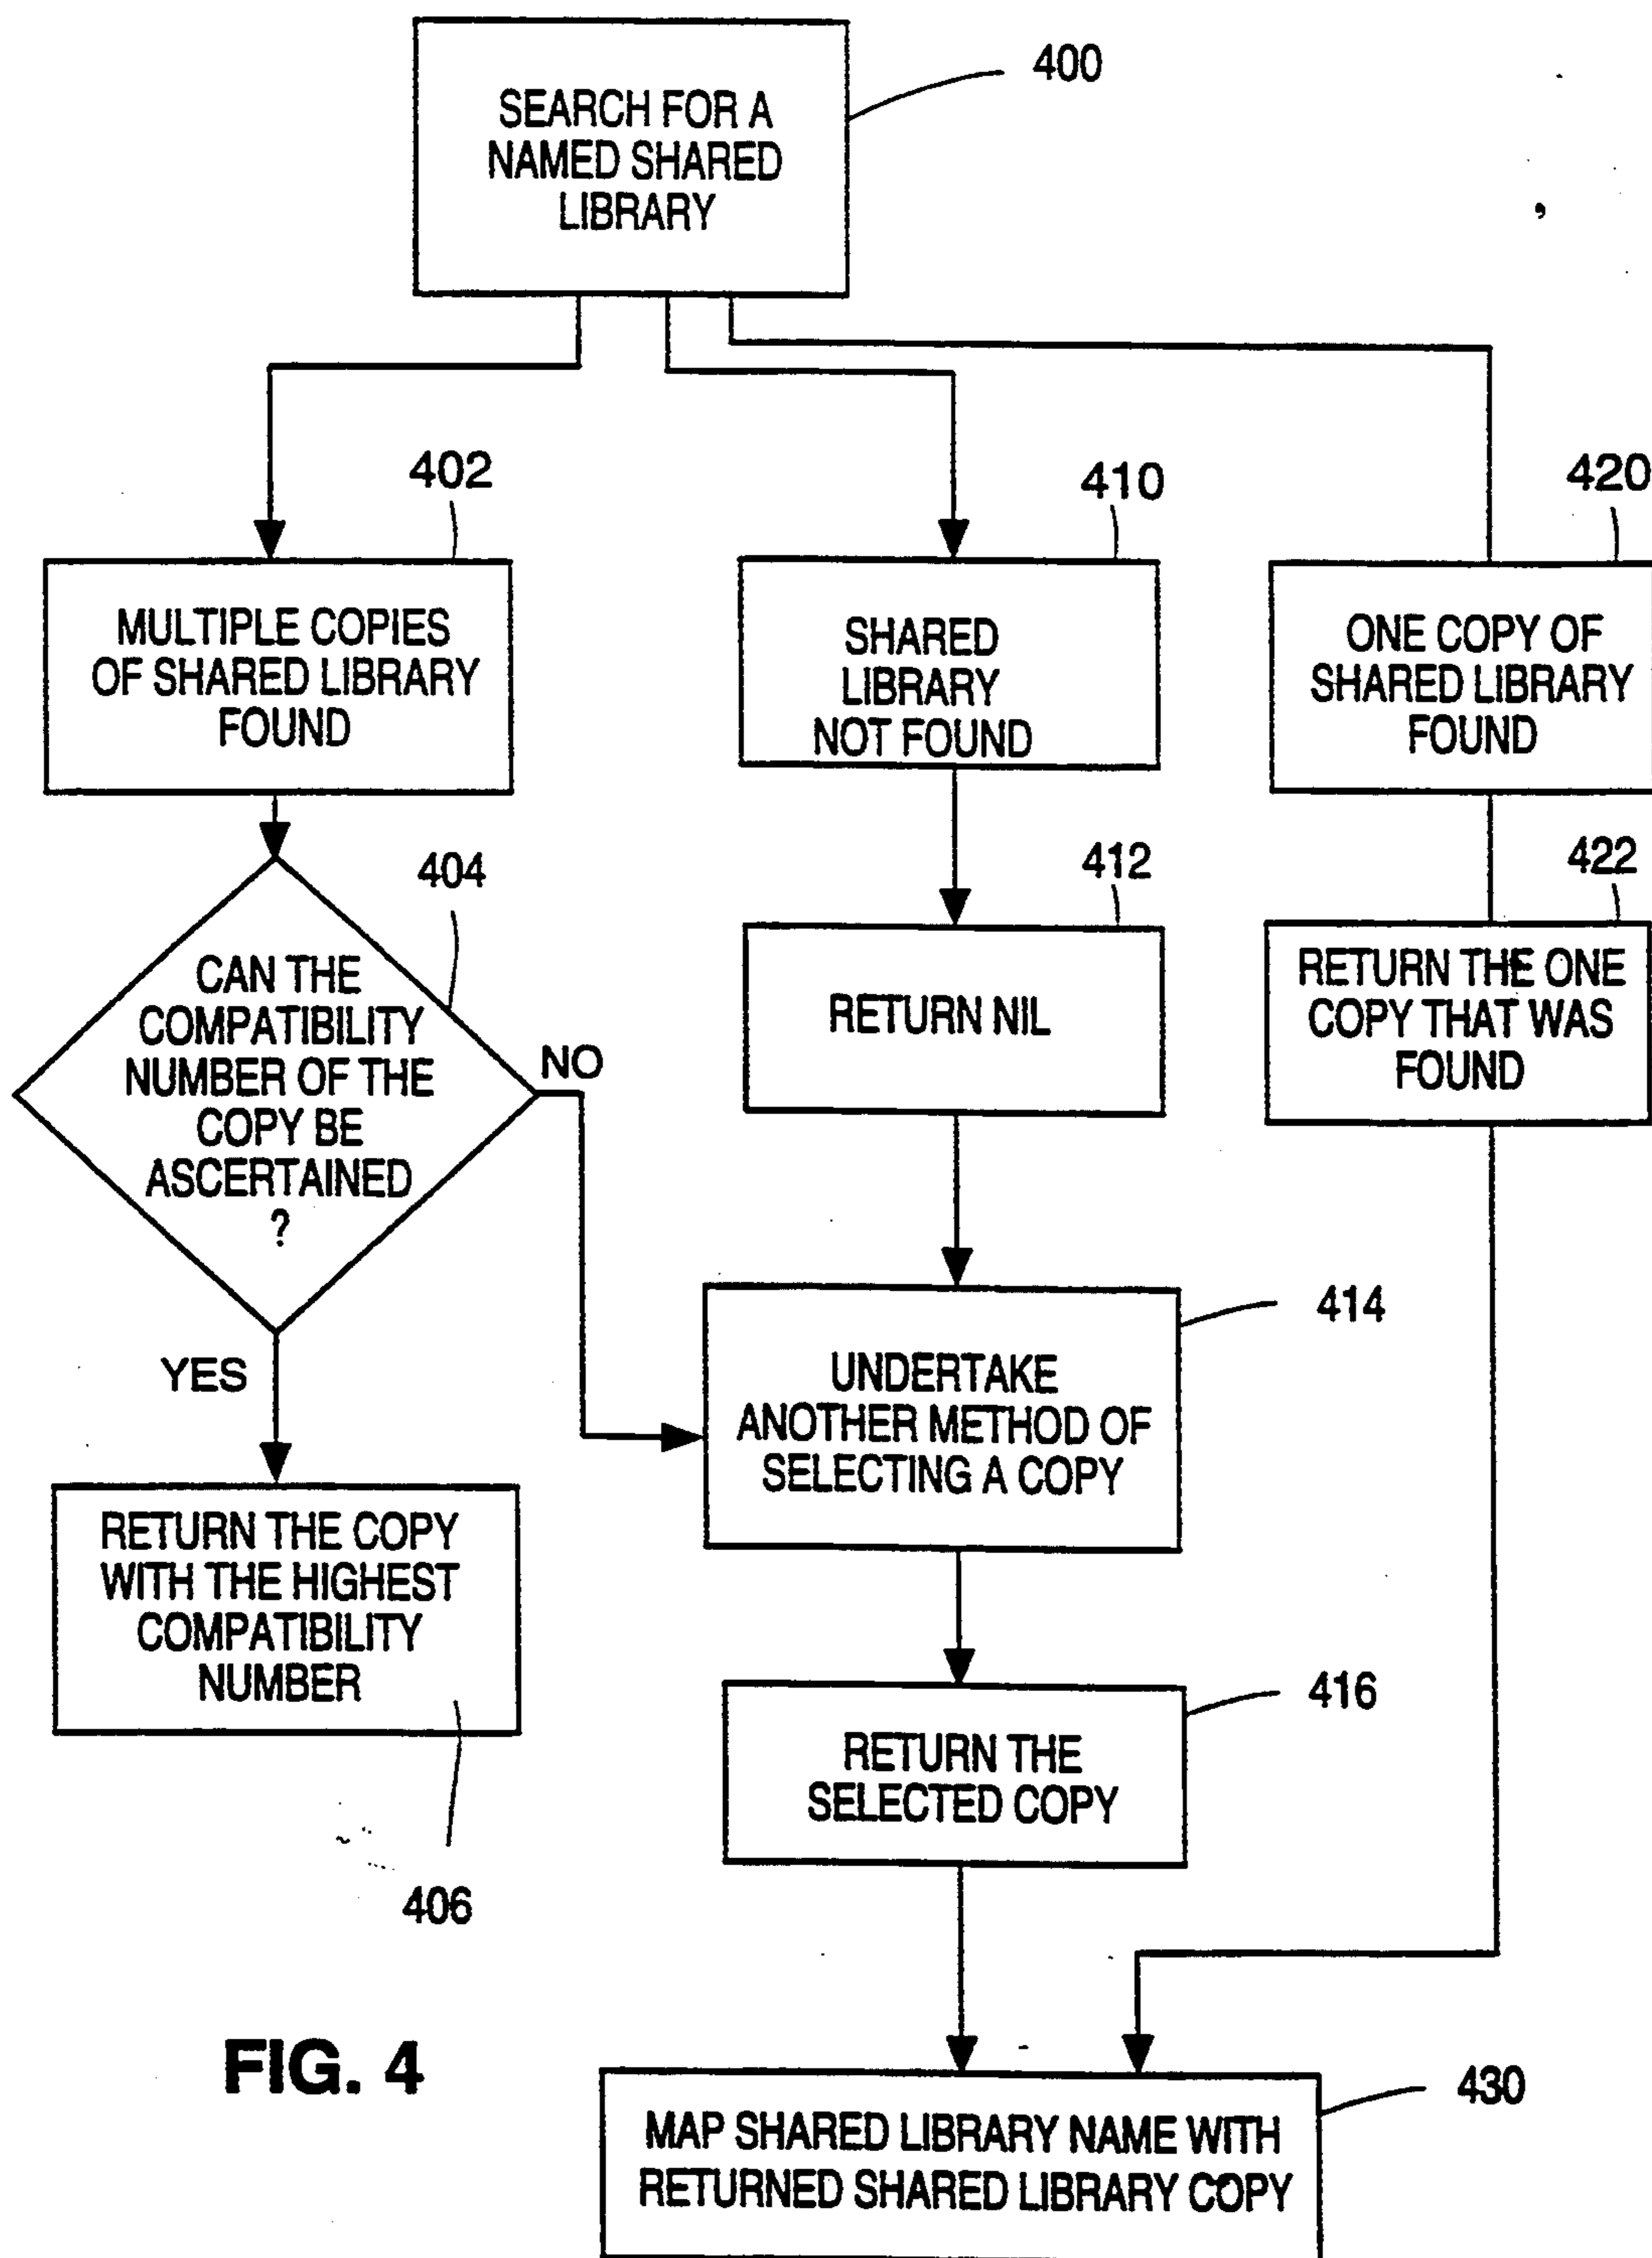 400
SEARCH FOR A
NAMED SHARED
LIBRARY
402
MULTIPLE COPIES
OF SHARED LIBRARY
FOUND
410
SHARED
LIBRARY
NOT FOUND
420
ONE COPY OF
SHARED LIBRARY
FOUND
404
CAN THE
COMPATIBILITY
NUMBER OF THE
COPY BE
ASCERTAINED
?
NO
YES
412
RETURN NIL
422
RETURN THE ONE
COPY THAT WAS
FOUND
414
UNDERTAKE
ANOTHER METHOD OF
SELECTING A COPY
RETURN THE COPY
WITH THE HIGHEST
COMPATIBILITY
NUMBER
406
416
RETURN THE
SELECTED COPY
FIG. 4
430
MAP SHARED LIBRARY NAME WITH
RETURNED SHARED LIBRARY COPY